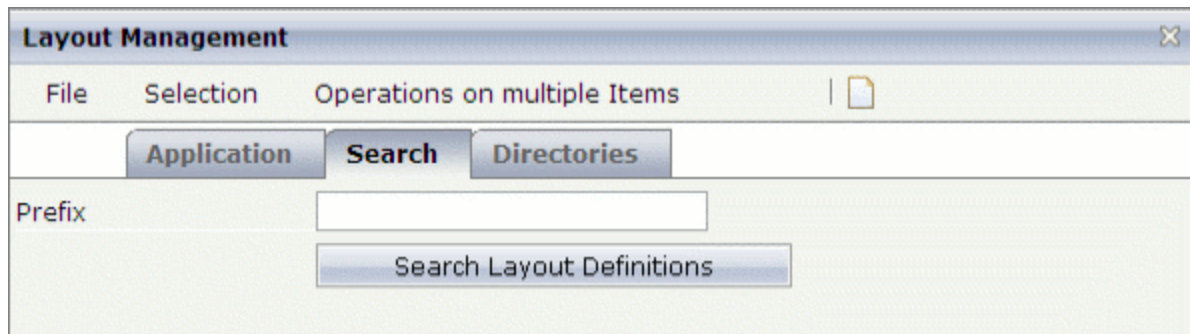 Layout Management
File Selection Operations on multiple Items
Application Search Directories
Prefix
Search Layout Definitions